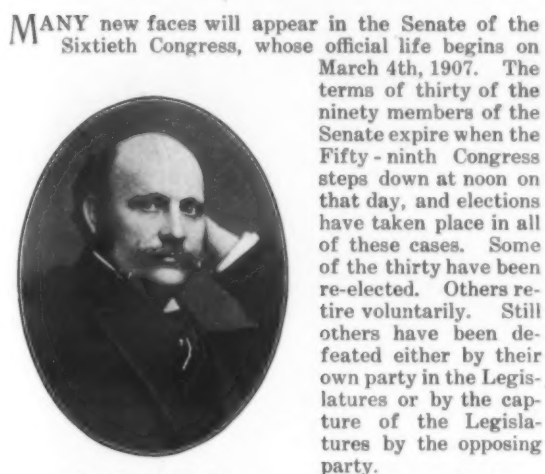 MANY new faces will appear in the Senate of the
Sixtieth Congress, whose official life begins on
March 4th, 1907. The
terms of thirty of the
ninety members of the
Senate expire when the
Fifty-ninth Congress
steps down at noon on
that day, and elections
have taken place in all
of these cases. Some
of the thirty have been
re-elected. Others re-
tire voluntarily. Still
others have been de-
feated either by their
own party in the Legis-
latures or by the cap-
ture of the Legisla-
tures by the opposing
party.